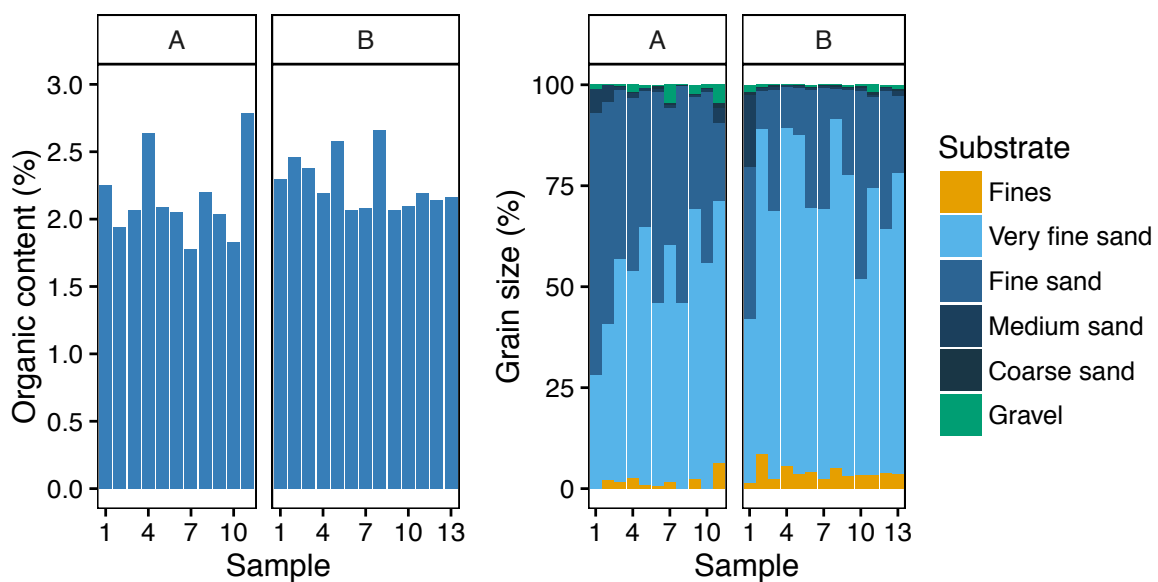 A B
3.0
2.5
2.0
1.5
1.0
0.5
0.0
Organic content (%)
1 4 7 10 1 4 7 10 13
Sample
A B
100
75
50
25
0
Grain size (%)
1 4 7 10 1 4 7 10 13
Sample
Substrate
Fines
Very fine sand
Fine sand
Medium sand
Coarse sand
Gravel